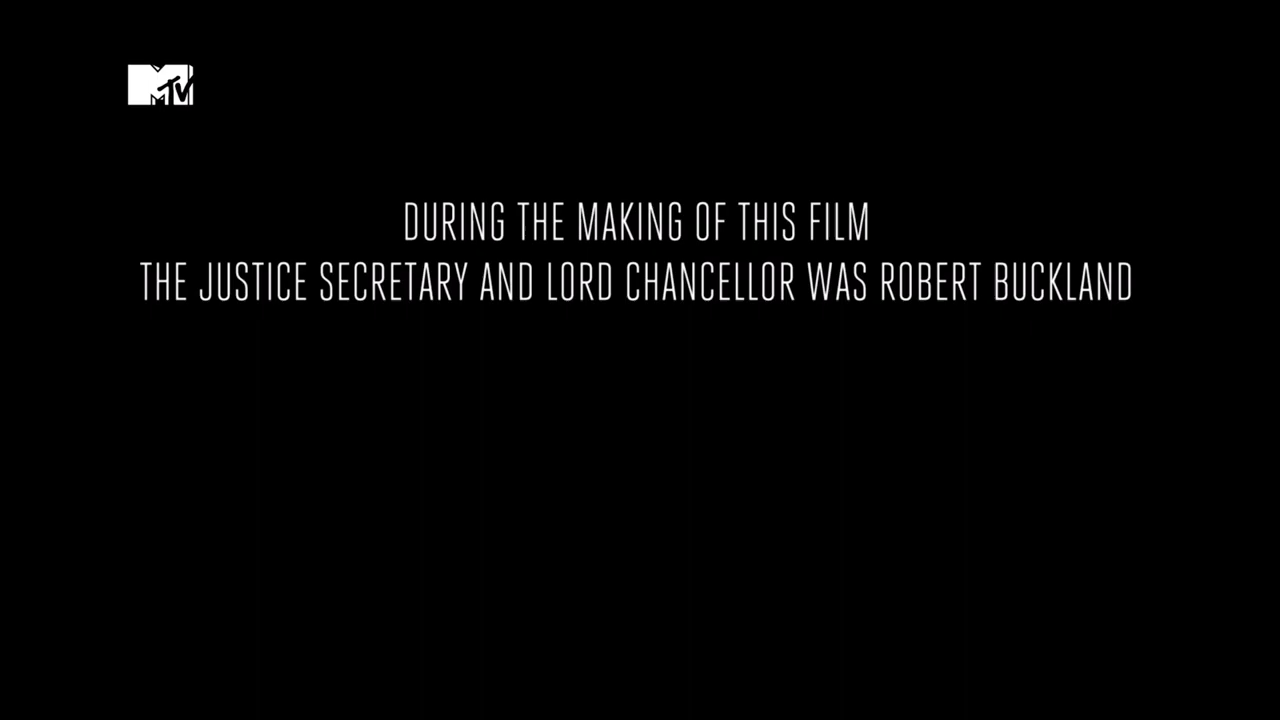 MTV
DURING THE MAKING OF THIS FILM
THE JUSTICE SECRETARY AND LORD CHANCELLOR WAS ROBERT BUCKLAND